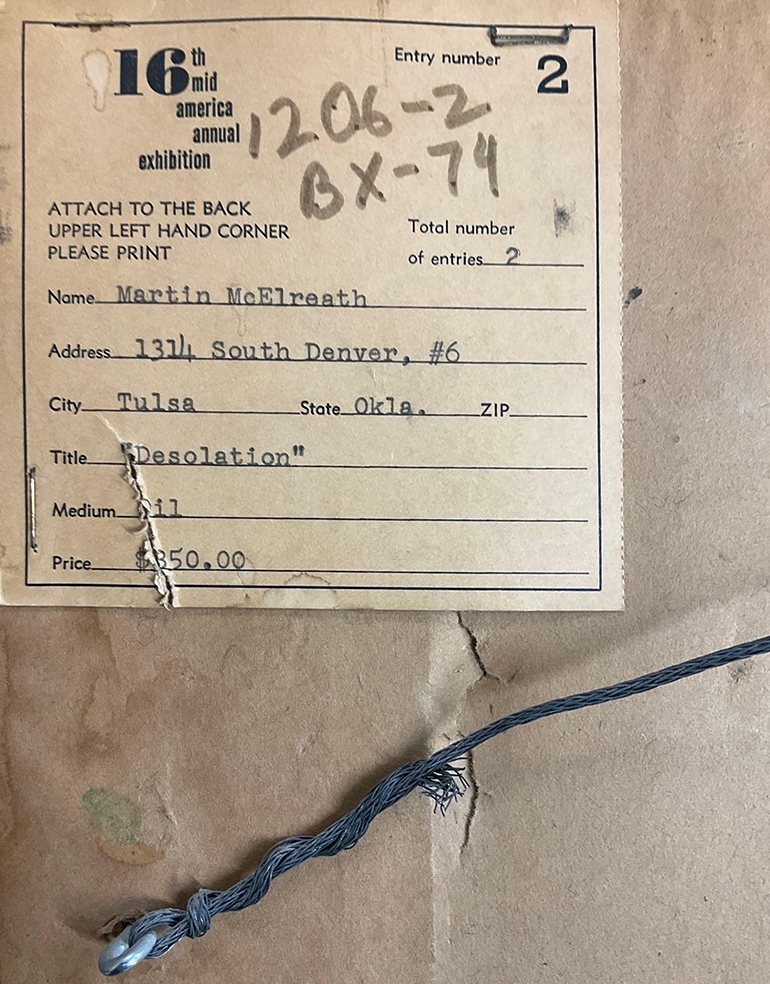 16th
mid
america
annual
exhibition
Entry number 2
1206-2
BX-74
ATTACH TO THE BACK
UPPER LEFT HAND CORNER
PLEASE PRINT
Total number
of entries 2
Name Martin McElreath
Address 1314 South Denver, #6
City Tulsa State Okla. ZIP
Title "Desolation"
Medium Oil
Price $350.00